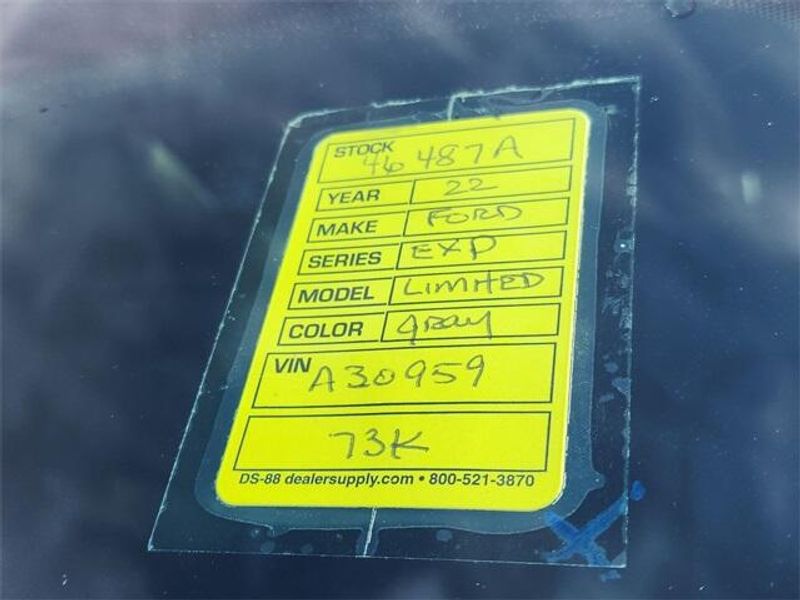 STOCK 46487A
YEAR 22
MAKE FORD
SERIES EXP
MODEL LIMITED
COLOR gray
VIN A30959
73K
DS-88 dealersupply.com • 800-521-3870